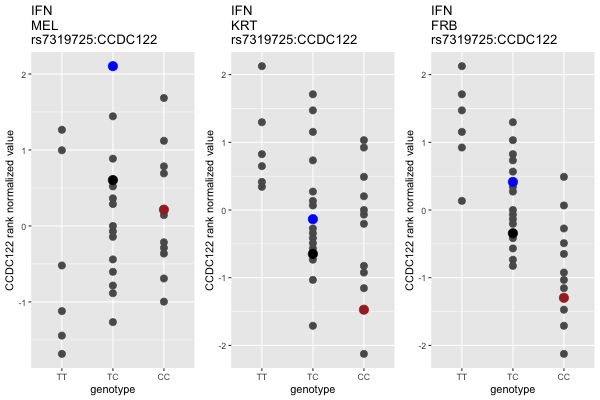 IFN
MEL
rs7319725:CCDC122
CCDC122 rank normalized value
2
1
0
-1
TT TC CC
genotype
IFN
KRT
rs7319725:CCDC122
CCDC122 rank normalized value
2
1
0
-1
-2
TT TC CC
genotype
IFN
FRB
rs7319725:CCDC122
CCDC122 rank normalized value
2
1
0
-1
-2
TT TC CC
genotype